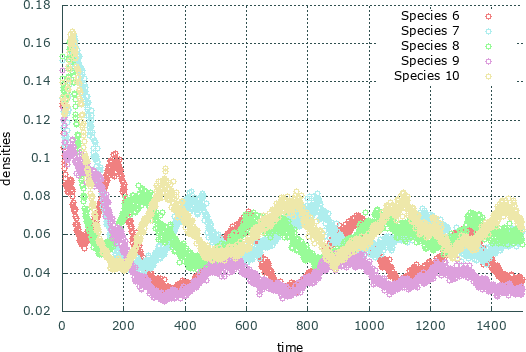 0.18
0.16
0.14
0.12
0.1
0.08
0.06
0.04
0.02
densities
Species 6
Species 7
Species 8
Species 9
Species 10
0 200 400 600 800 1000 1200 1400
time